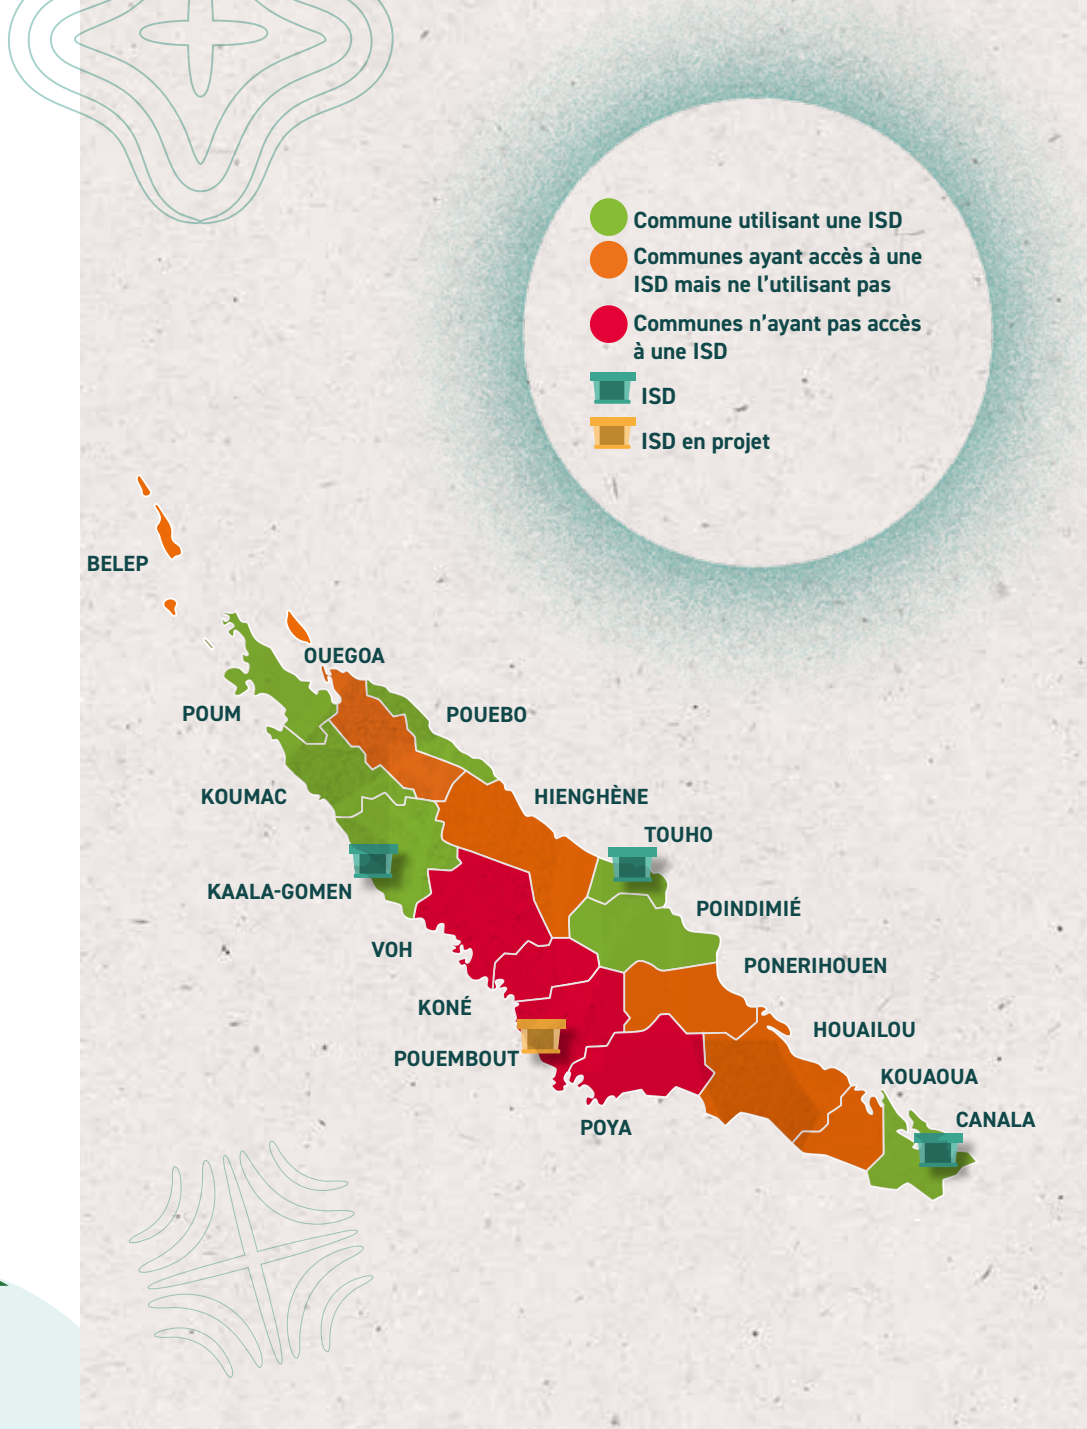 Commune utilisant une ISD
Communes ayant accès à une
ISD mais ne l’utilisant pas
Communes n’ayant pas accès
à une ISD
ISD
ISD en projet
BELEP
OUEGOA
POUM
POUEBO
KOUMAC
HIENGHÈNE
TOUHO
KAALA-GOMEN
POINDIMIÉ
VOH
PONERIHOUEN
KONÉ
HOUAILOU
POUEMBOUT
KOUAOUA
CANALA
POYA